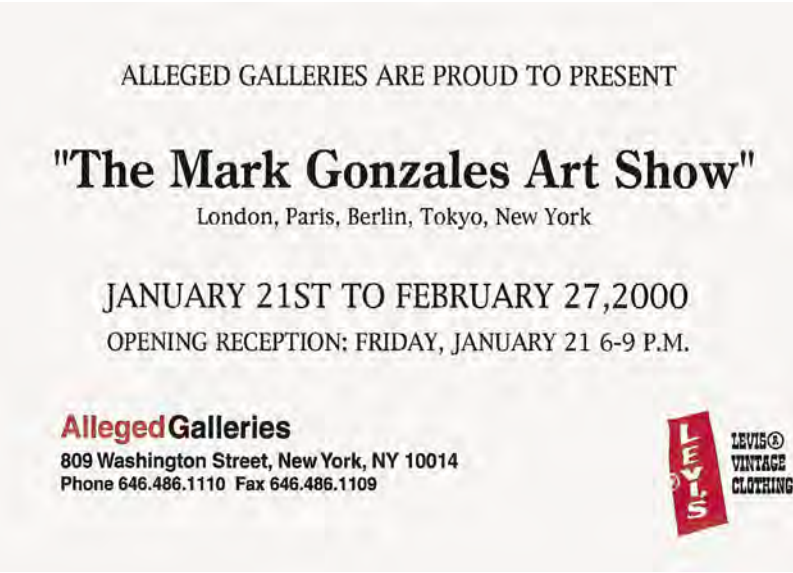 ALLEGED GALLERIES ARE PROUD TO PRESENT
"The Mark Gonzales Art Show"
London, Paris, Berlin, Tokyo, New York
JANUARY 21ST TO FEBRUARY 27,2000
OPENING RECEPTION: FRIDAY, JANUARY 21 6-9 P.M.
AllegedGalleries
809 Washington Street, New York, NY 10014
Phone 646.486.1110 Fax 646.486.1109
LEVI'S®
LEVIS®
VINTAGE
CLOTHING